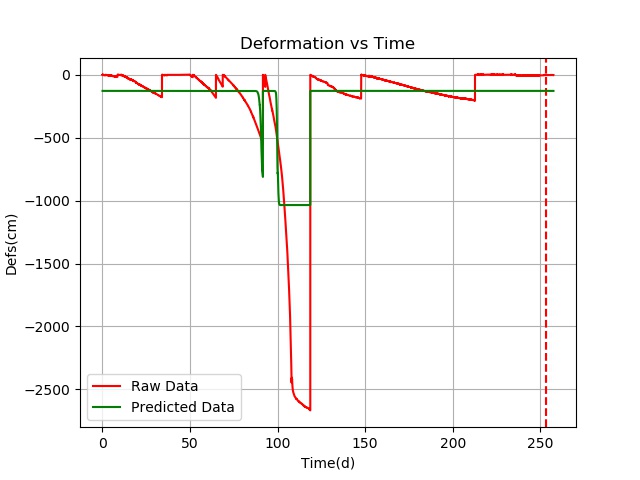 Deformation vs Time
0
−500
−1000
−1500
−2000
−2500
Defs(cm)
Raw Data
Predicted Data
0 50 100 150 200 250
Time(d)